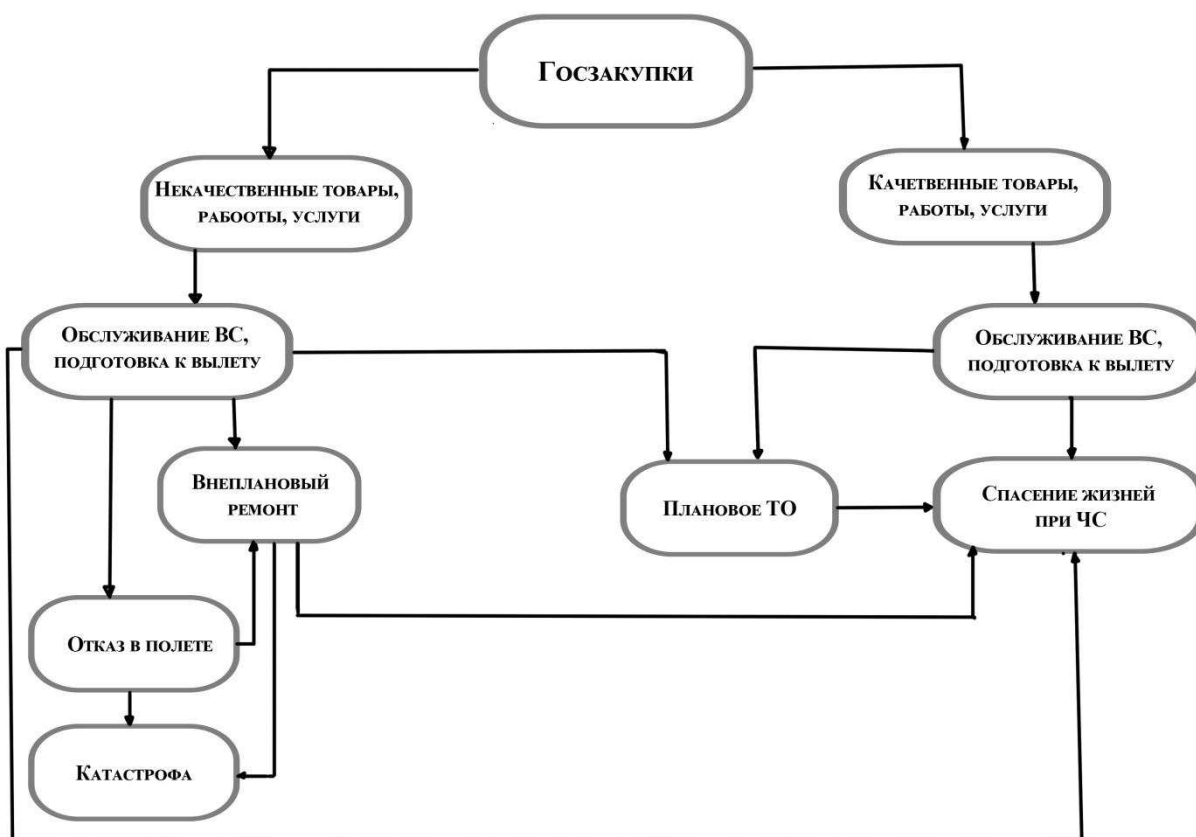 Госзакупки
Некачественные товары,
рабооты, услуги
Качетвенные товары,
работы, услуги
Обслуживание ВС,
подготовка к вылету
Обслуживание ВС,
подготовка к вылету
Внеплановый
ремонт
Плановое ТО
Спасение жизней
при ЧС
Отказ в полете
Катастрофа